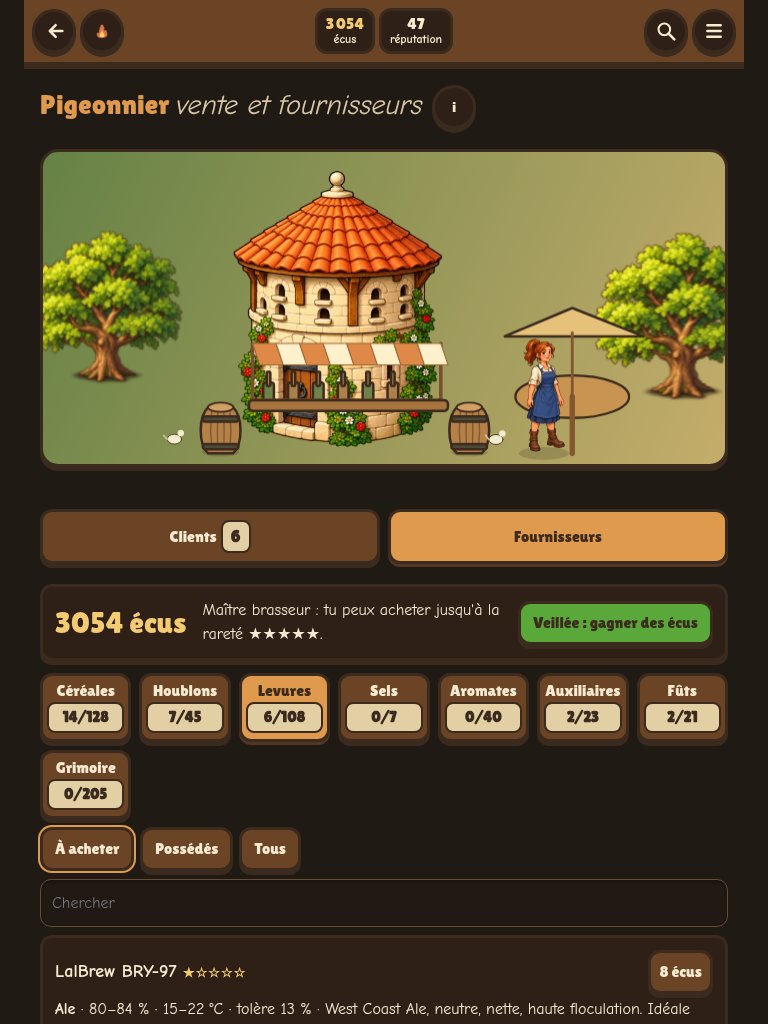 3 054
écus
47
réputation
Pigeonnier vente et fournisseurs
i
Clients 6
Fournisseurs
3054 écus
Maître brasseur : tu peux acheter jusqu'à la
rareté ★★★★★.
Veillée : gagner des écus
Céréales
14/128
Houblons
7/45
Levures
6/108
Sels
0/7
Aromates
0/40
Auxiliaires
2/23
Fûts
2/21
Grimoire
0/205
À acheter
Possédés
Tous
Chercher
LalBrew BRY-97 ★☆☆☆☆
8 écus
Ale · 80–84 % · 15–22 °C · tolère 13 % · West Coast Ale, neutre, nette, haute floculation. Idéale